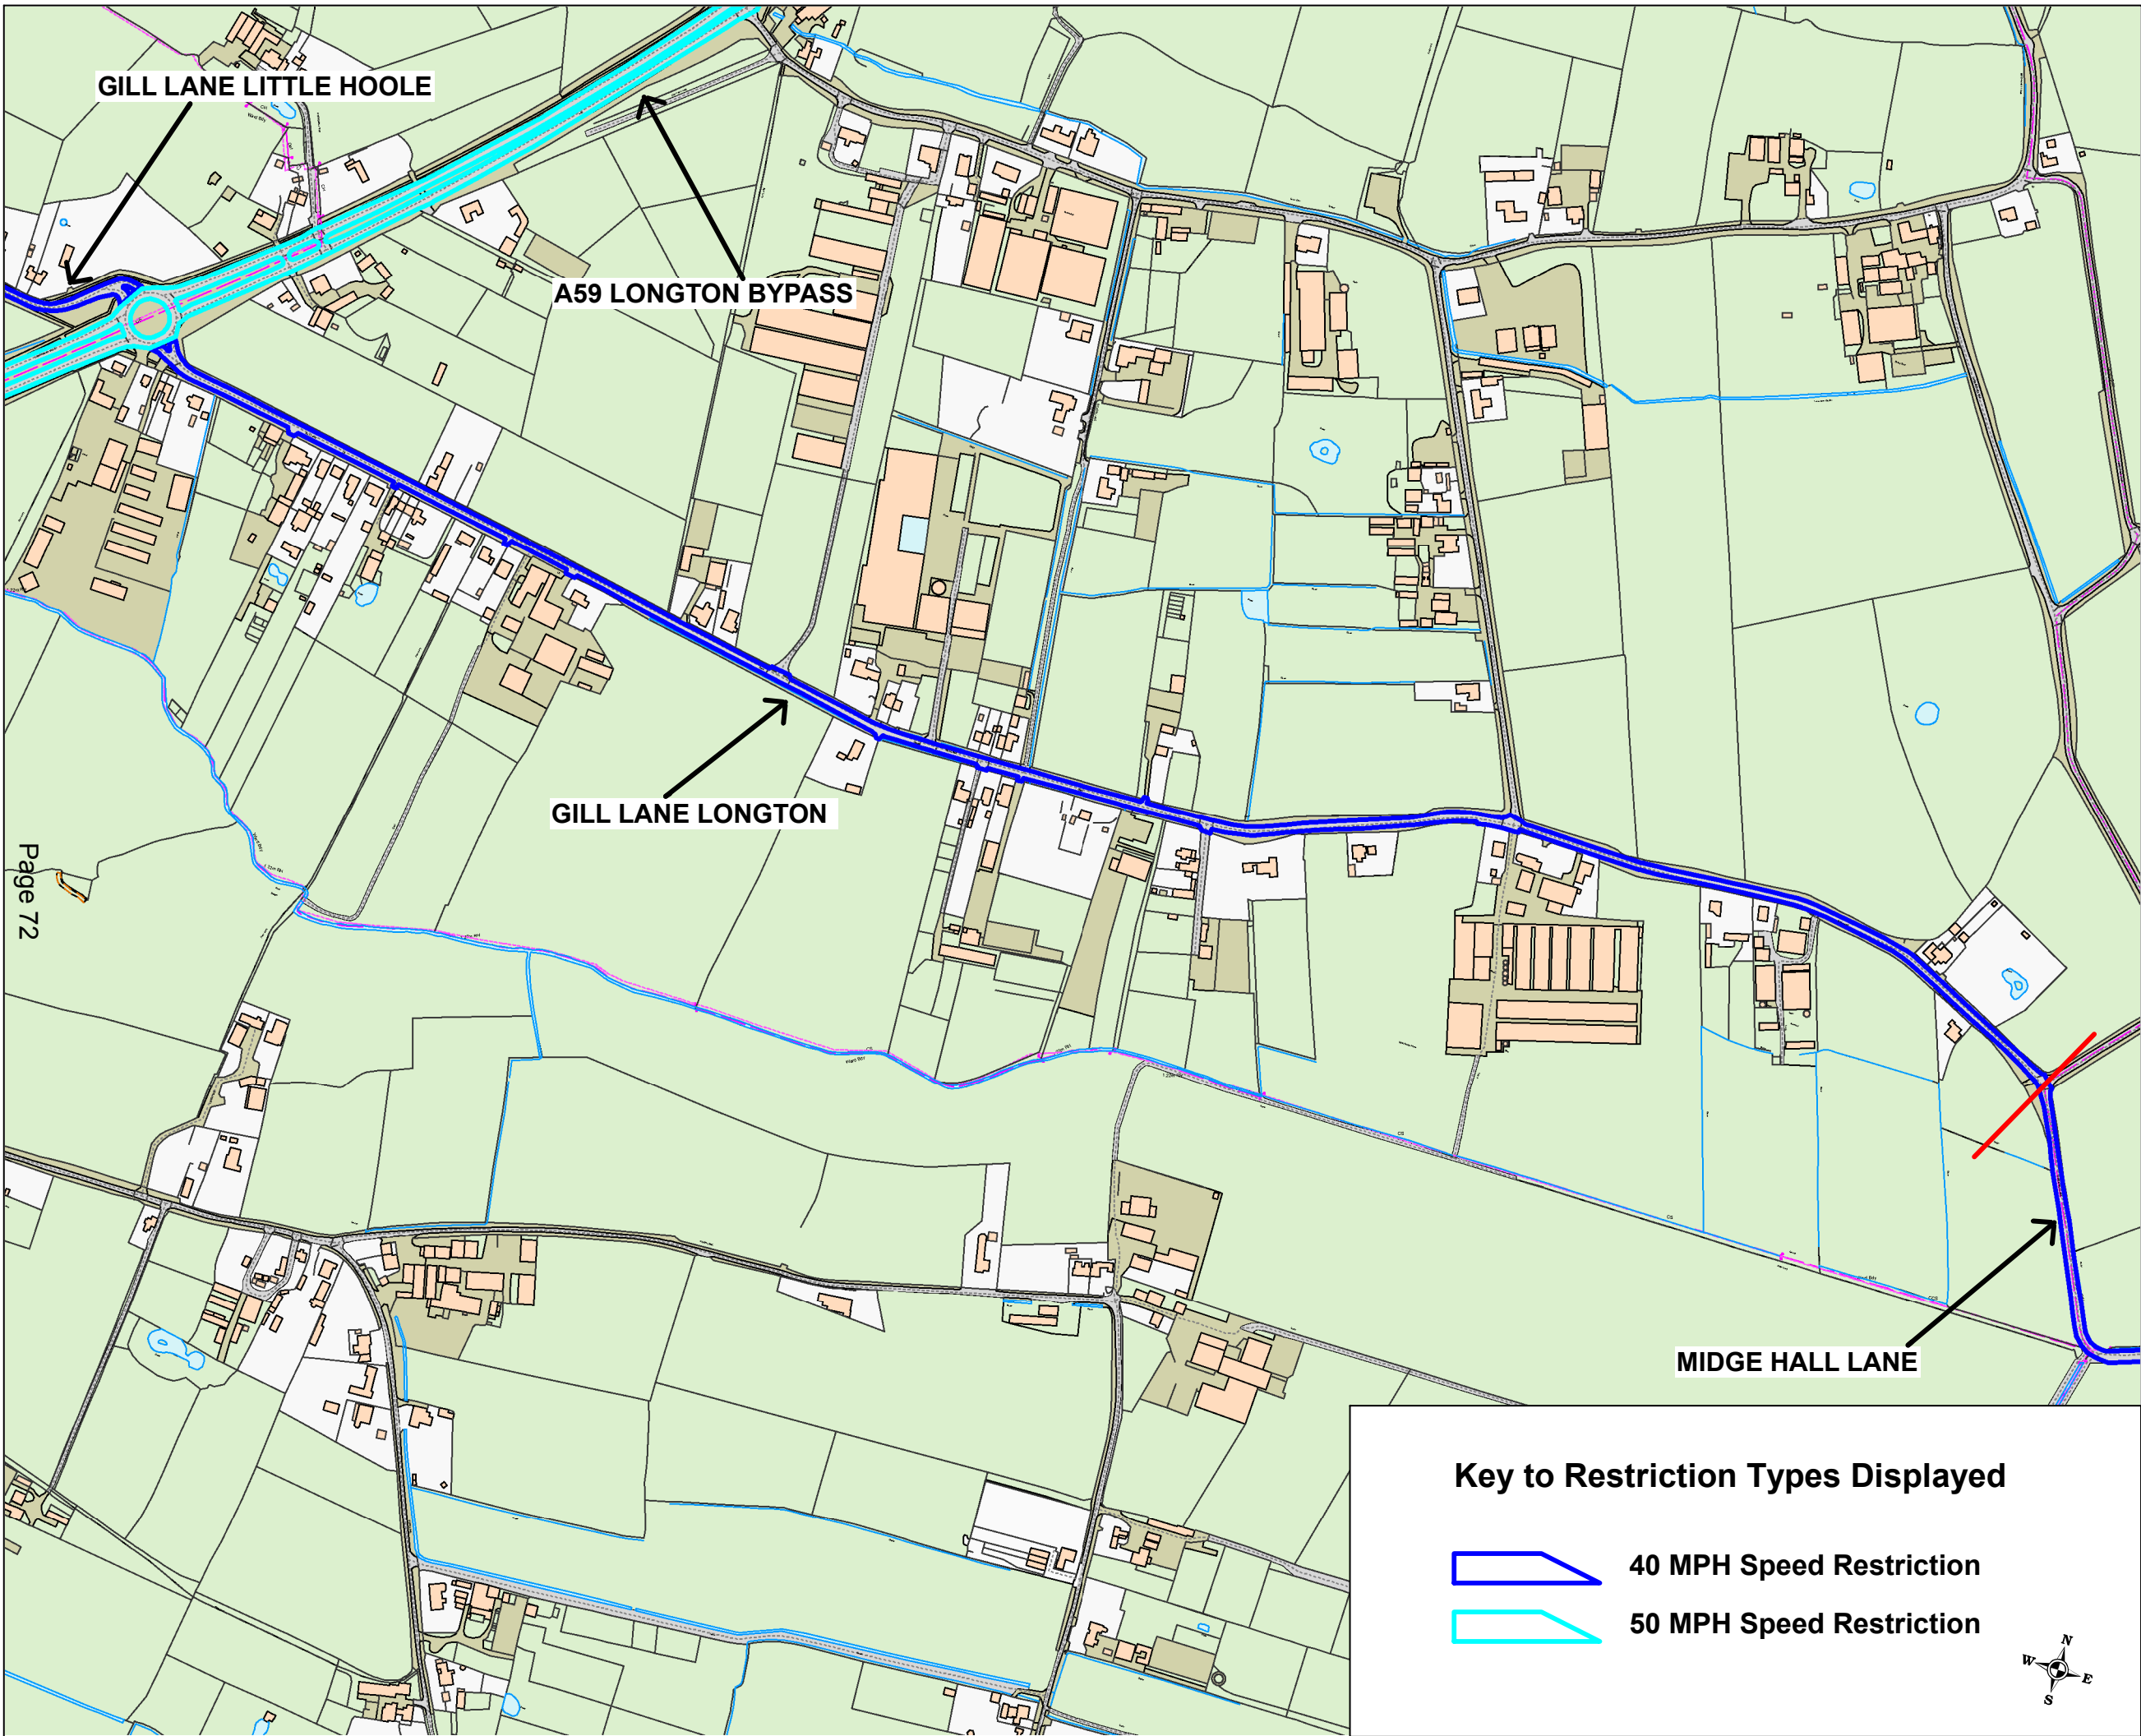 GILL LANE LITTLE HOOLE
A59 LONGTON BYPASS
GILL LANE LONGTON
Page 72
MIDGE HALL LANE
Key to Restriction Types Displayed
40 MPH Speed Restriction
50 MPH Speed Restriction
N
W E
S